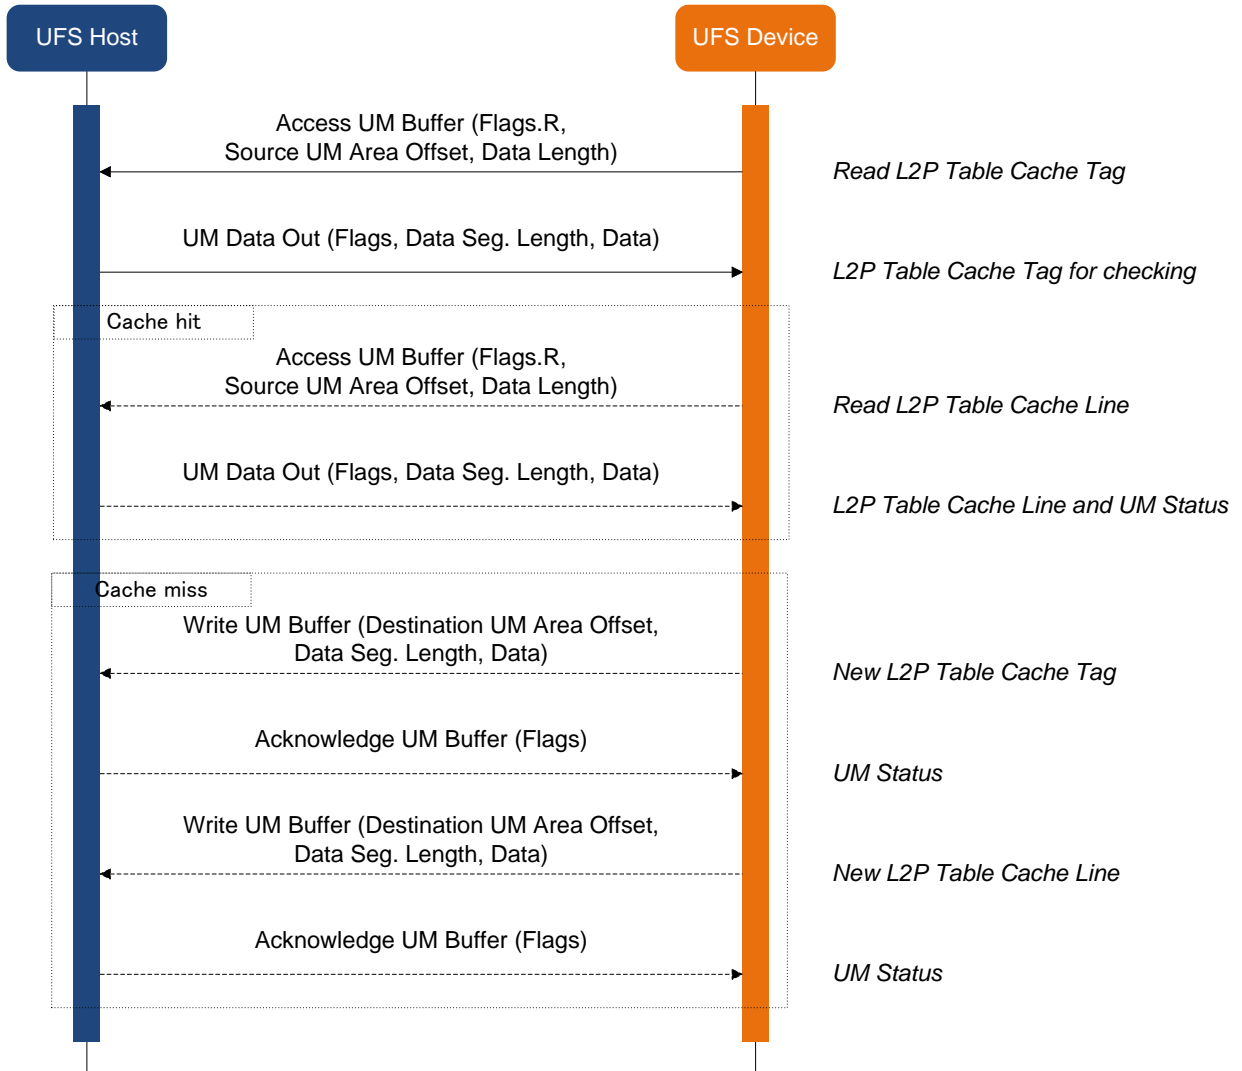 UFS Host
UFS Device
Access UM Buffer (Flags.R,
Source UM Area Offset, Data Length)
Read L2P Table Cache Tag
UM Data Out (Flags, Data Seg. Length, Data)
L2P Table Cache Tag for checking
Cache hit
Access UM Buffer (Flags.R,
Source UM Area Offset, Data Length)
Read L2P Table Cache Line
UM Data Out (Flags, Data Seg. Length, Data)
L2P Table Cache Line and UM Status
Cache miss
Write UM Buffer (Destination UM Area Offset,
Data Seg. Length, Data)
New L2P Table Cache Tag
Acknowledge UM Buffer (Flags)
UM Status
Write UM Buffer (Destination UM Area Offset,
Data Seg. Length, Data)
New L2P Table Cache Line
Acknowledge UM Buffer (Flags)
UM Status